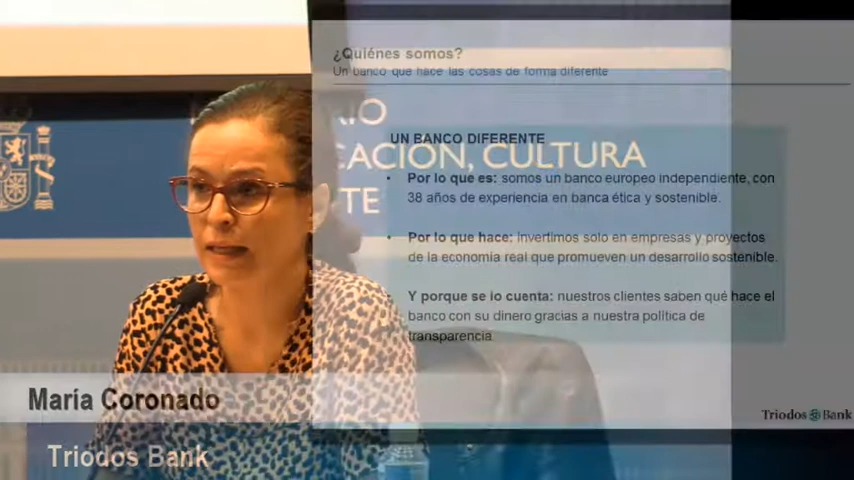 ¿Quiénes somos?
Un banco que hace las cosas de forma diferente
RIO
CACIÓN, CULTURA
TE
UN BANCO DIFERENTE
• Por lo que es: somos un banco europeo independiente, con
38 años de experiencia en banca ética y sostenible.
• Por lo que hace: invertimos solo en empresas y proyectos
de la economía real que promueven un desarrollo sostenible.
Y porque se lo cuenta: nuestros clientes saben qué hace el
banco con su dinero gracias a nuestra política de
transparencia.
María Coronado
Triodos Bank
Triodos Bank